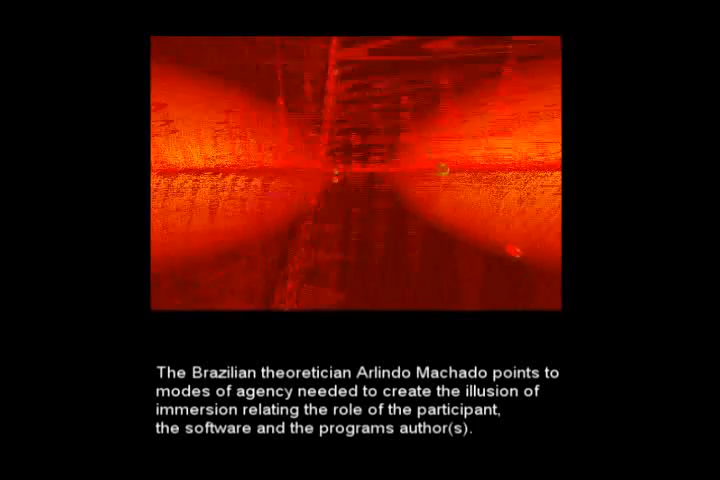 The Brazilian theoretician Arlindo Machado points to
modes of agency needed to create the illusion of
immersion relating the role of the participant,
the software and the programs author(s).